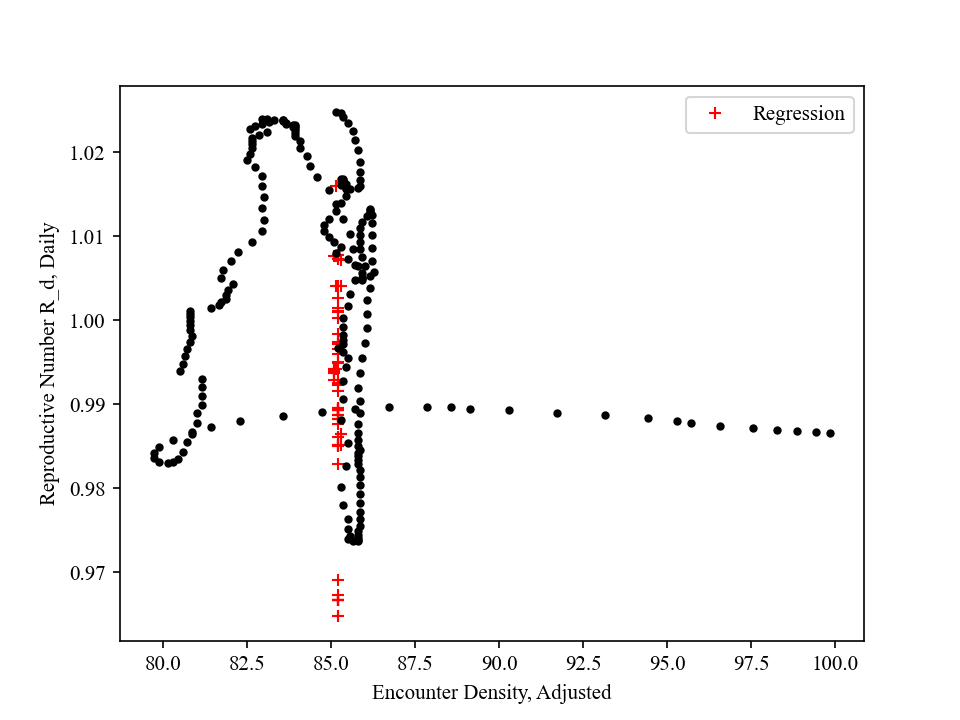 Regression
1.02
1.01
1.00
0.99
0.98
0.97
Reproductive Number R_d, Daily
80.0 82.5 85.0 87.5 90.0 92.5 95.0 97.5 100.0
Encounter Density, Adjusted